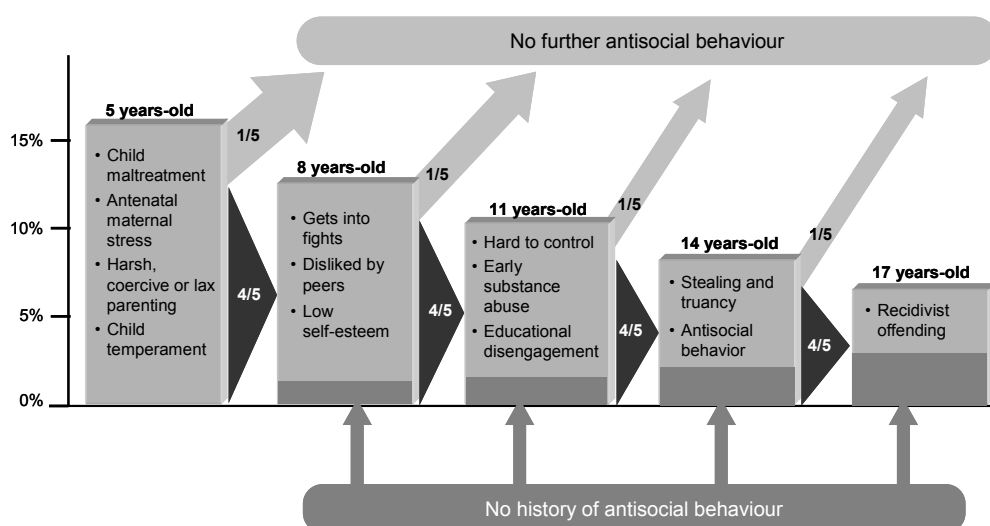 No further antisocial behaviour
5 years-old
15%
1/5
• Child
maltreatment
• Antenatal
maternal
stress
• Harsh,
coercive or lax
parenting
• Child
temperament
4/5
8 years-old
1/5
• Gets into
fights
• Disliked by
peers
• Low
self-esteem
4/5
11 years-old
1/5
• Hard to control
• Early
substance
abuse
• Educational
disengagement
4/5
14 years-old
1/5
• Stealing and
truancy
• Antisocial
behavior
4/5
17 years-old
• Recidivist
offending
10%
5%
0%
No history of antisocial behaviour